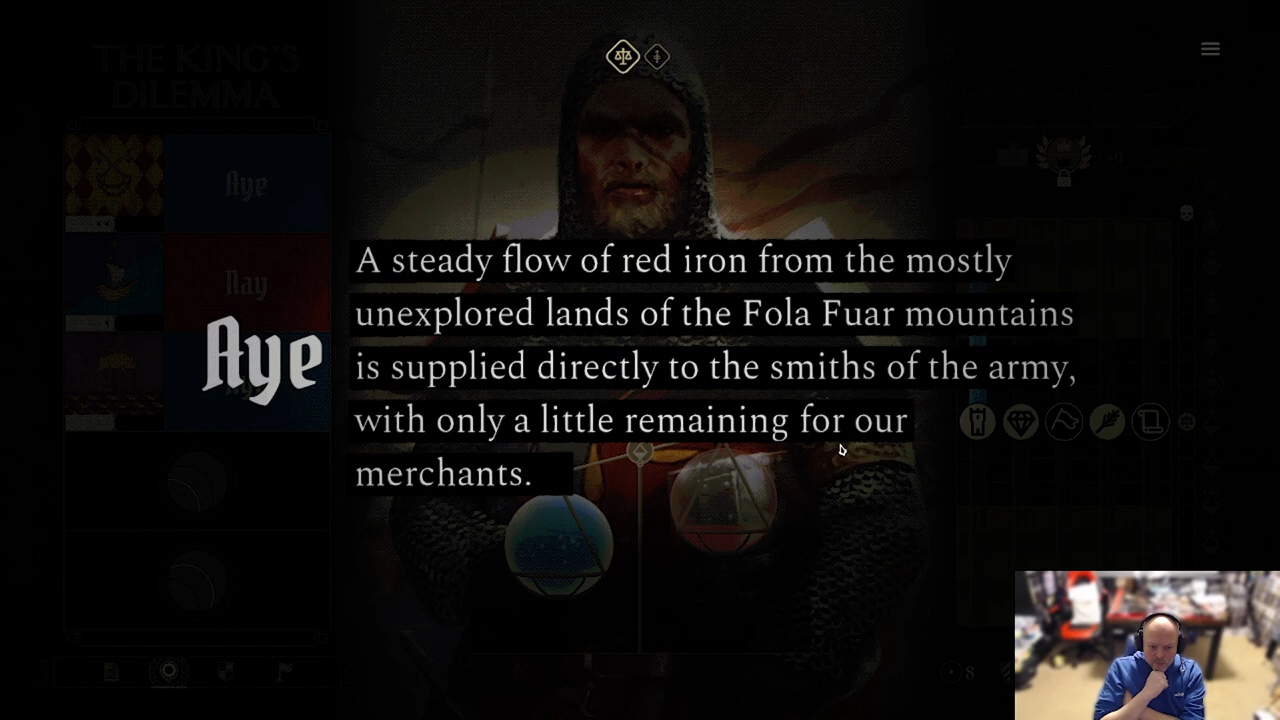 THE KING'S
DILEMMA
Aye
Nay
Aye
A steady flow of red iron from the mostly
unexplored lands of the Fola Fuar mountains
is supplied directly to the smiths of the army,
with only a little remaining for our
merchants.
8